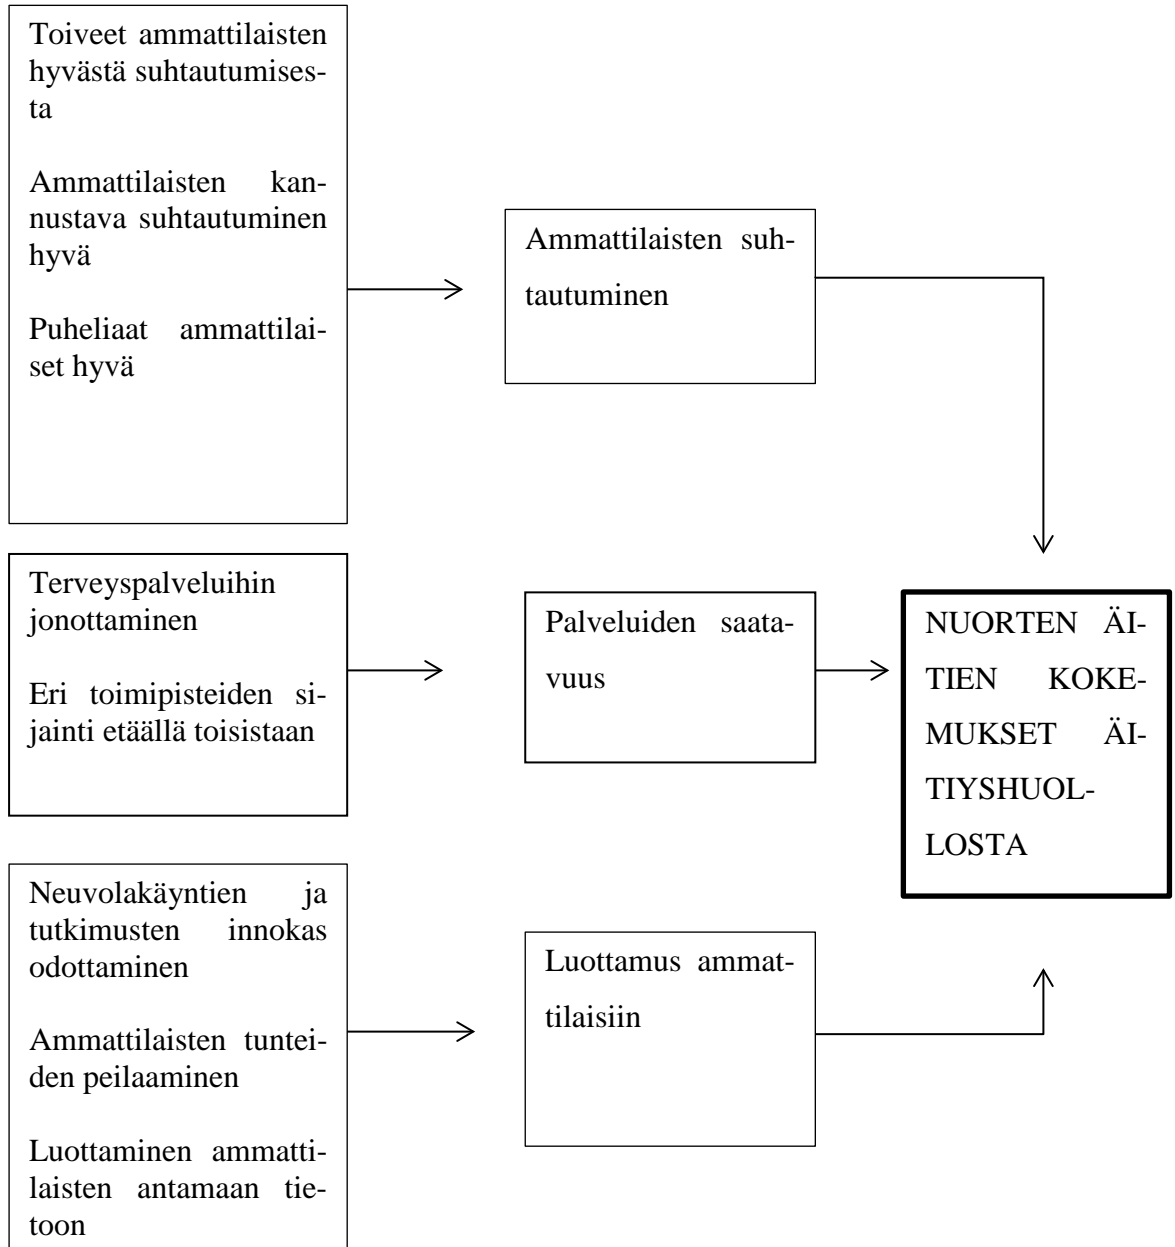 Toiveet ammattilaisten
hyvästä suhtautumises-
ta
Ammattilaisten kan-
nustava suhtautuminen
hyvä
Puheliaat ammattilai-
set hyvä
Ammattilaisten suh-
tautuminen
Terveyspalveluihin
jonottaminen
Eri toimipisteiden si-
jainti etäällä toisistaan
Palveluiden saata-
vuus
NUORTEN ÄI-
TIEN KOKE-
MUKSET ÄI-
TIYSHUOL-
LOSTA
Neuvolakäyntien ja
tutkimusten innokas
odottaminen
Ammattilaisten tuntei-
den peilaaminen
Luottaminen ammatti-
laisten antamaan tie-
toon
Luottamus ammat-
tilaisiin